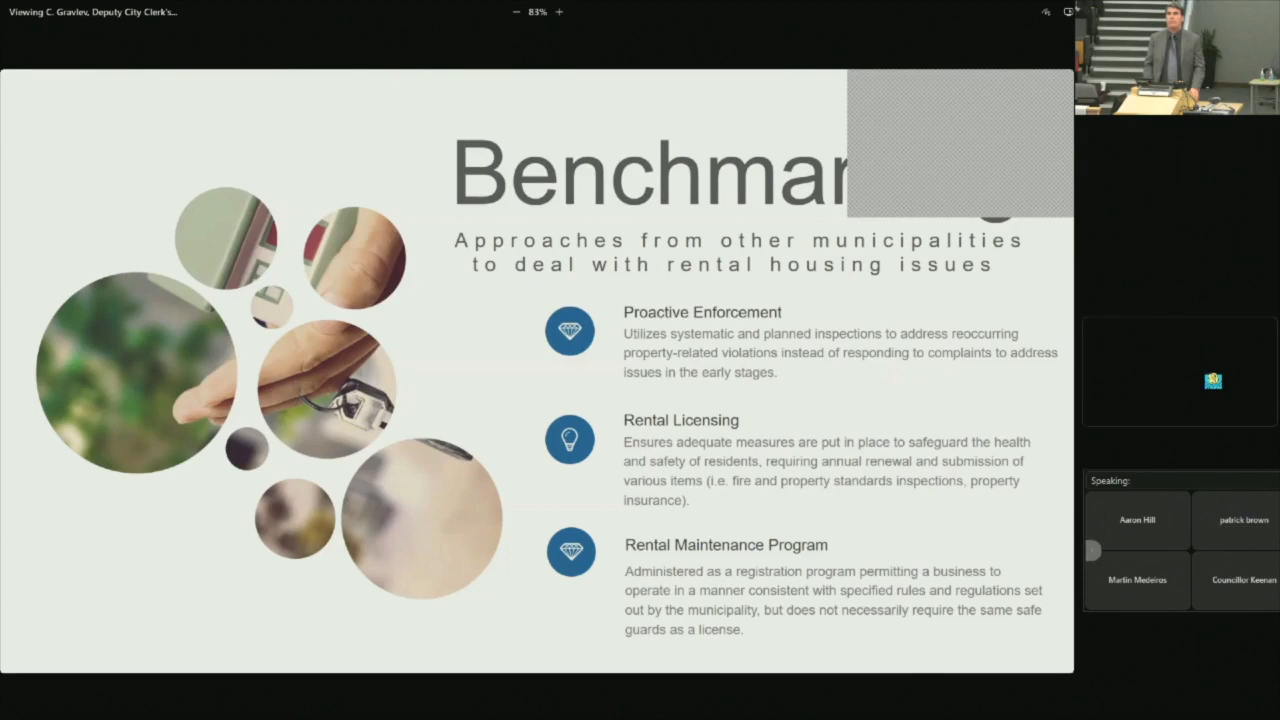 Viewing C. Gravlev, Deputy City Clerk's...
83%
Benchmar
Approaches from other municipalities
to deal with rental housing issues
Proactive Enforcement
Utilizes systematic and planned inspections to address reoccurring
property-related violations instead of responding to complaints to address
issues in the early stages.
Rental Licensing
Ensures adequate measures are put in place to safeguard the health
and safety of residents, requiring annual renewal and submission of
various items (i.e. fire and property standards inspections, property
insurance).
Rental Maintenance Program
Administered as a registration program permitting a business to
operate in a manner consistent with specified rules and regulations set
out by the municipality, but does not necessarily require the same safe
guards as a license.
Speaking:
Aaron Hill
patrick brown
Martin Medeiros
Councillor Keenan